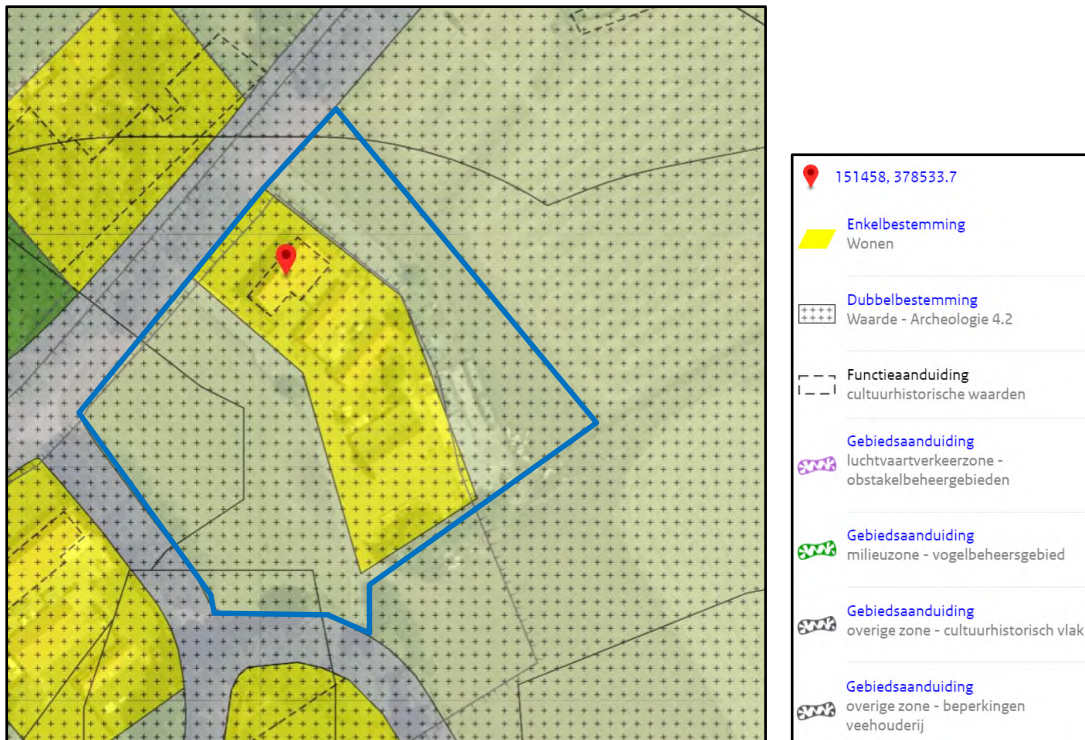 151458, 378533.7
Enkelbestemming
Wonen
Dubbelbestemming
Waarde - Archeologie 4.2
Functieaanduiding
cultuurhistorische waarden
Gebiedsaanduiding
luchtvaartverkeerzone -
obstakelbeheergebieden
Gebiedsaanduiding
milieuzone - vogelbeheersgebied
Gebiedsaanduiding
overige zone - cultuurhistorisch vlak
Gebiedsaanduiding
overige zone - beperkingen
veehouderij